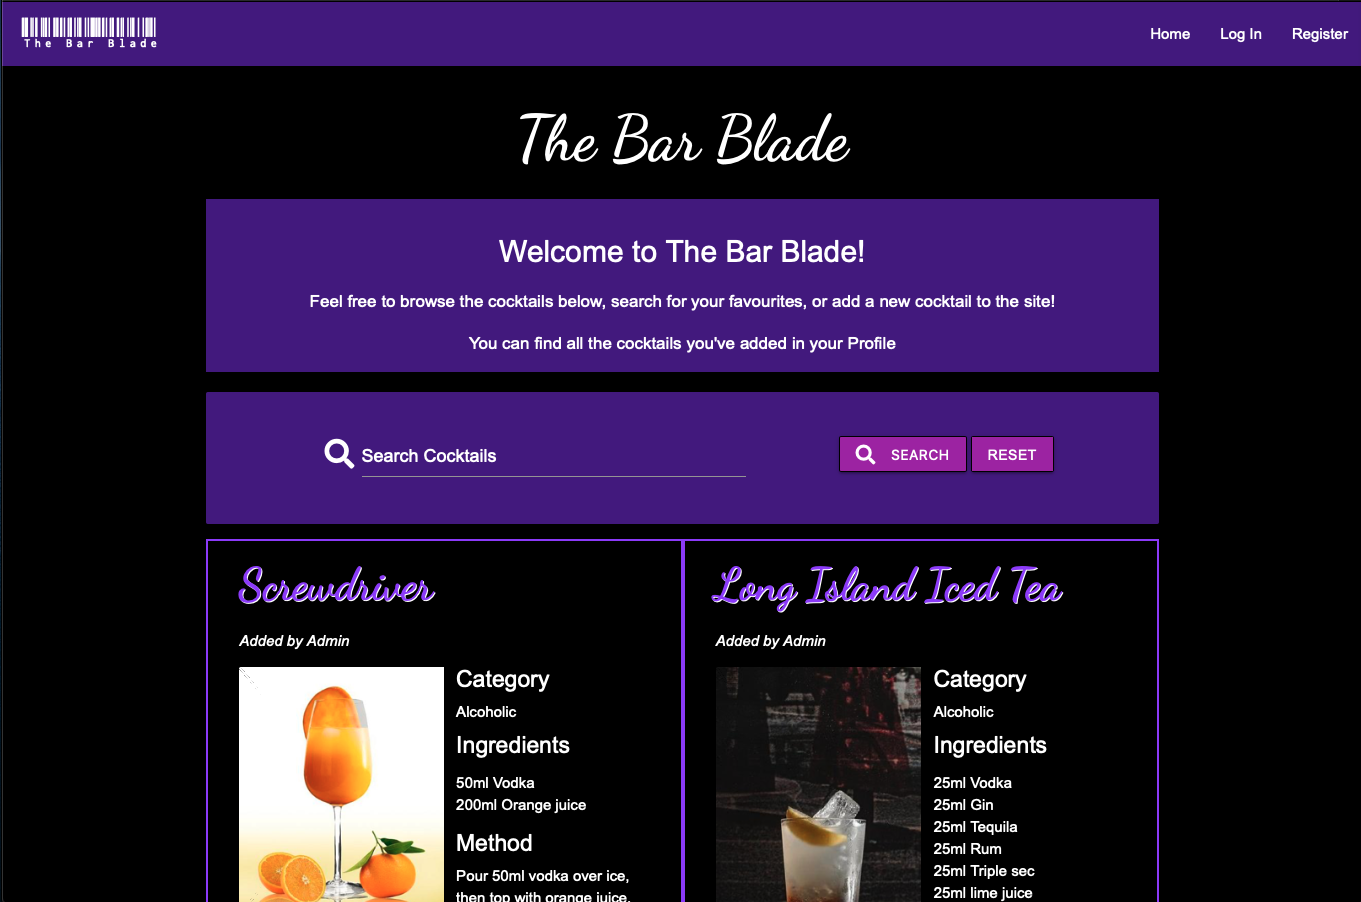 The Bar Blade
Home
Log In
Register
The Bar Blade
Welcome to The Bar Blade!
Feel free to browse the cocktails below, search for your favourites, or add a new cocktail to the site!
You can find all the cocktails you've added in your Profile
Search Cocktails
SEARCH
RESET
Screwdriver
Added by Admin
Category
Alcoholic
Ingredients
50ml Vodka
200ml Orange juice
Method
Pour 50ml vodka over ice,
then top with orange juice.
Long Island Iced Tea
Added by Admin
Category
Alcoholic
Ingredients
25ml Vodka
25ml Gin
25ml Tequila
25ml Rum
25ml Triple sec
25ml lime juice